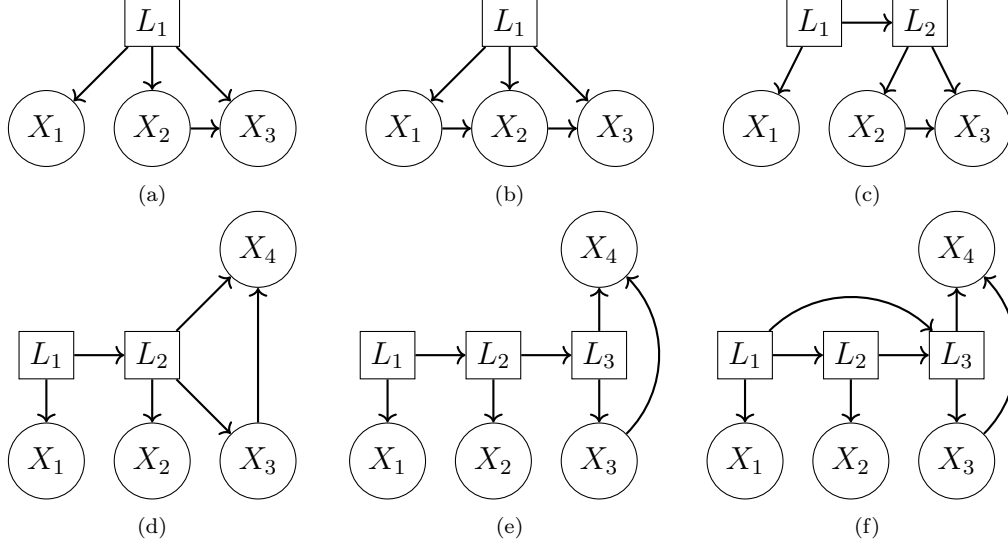 L₁ L₁ L₁ L₂
X₁ X₂ X₃ X₁ X₂ X₃ X₁ X₂ X₃
(a) (b) (c)
X₄ X₄ X₄
L₁ L₂ L₁ L₂ L₃ L₁ L₂ L₃
X₁ X₂ X₃ X₁ X₂ X₃ X₁ X₂ X₃
(d) (e) (f)